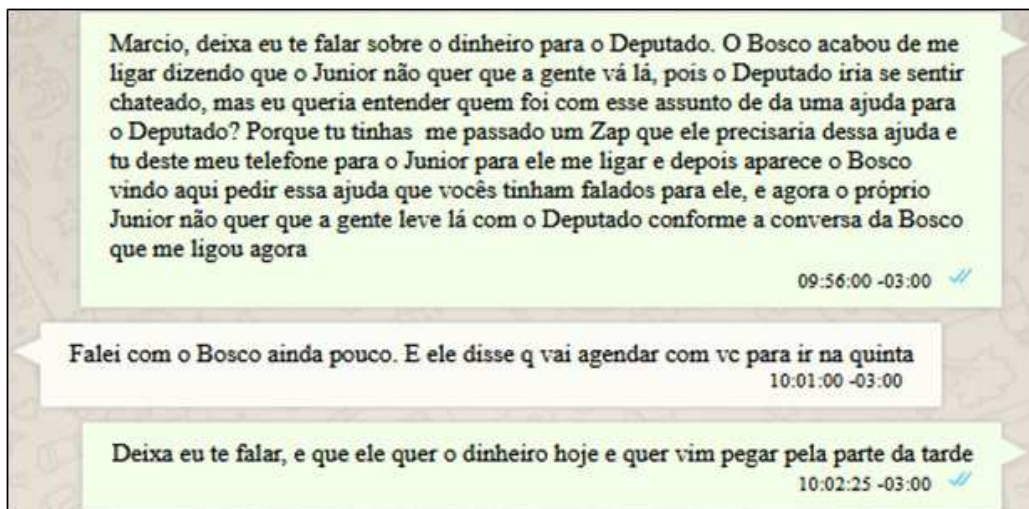 Marcio, deixa eu te falar sobre o dinheiro para o Deputado. O Bosco acabou de me
ligar dizendo que o Junior não quer que a gente vá lá, pois o Deputado iria se sentir
chateado, mas eu queria entender quem foi com esse assunto de da uma ajuda para
o Deputado? Porque tu tinhas me passado um Zap que ele precisaria dessa ajuda e
tu deste meu telefone para o Junior para ele me ligar e depois aparece o Bosco
vindo aqui pedir essa ajuda que vocês tinham falados para ele, e agora o próprio
Junior não quer que a gente leve lá com o Deputado conforme a conversa da Bosco
que me ligou agora
09:56:00 -03:00
Falei com o Bosco ainda pouco. E ele disse q vai agendar com vc para ir na quinta
10:01:00 -03:00
Deixa eu te falar, e que ele quer o dinheiro hoje e quer vim pegar pela parte da tarde
10:02:25 -03:00